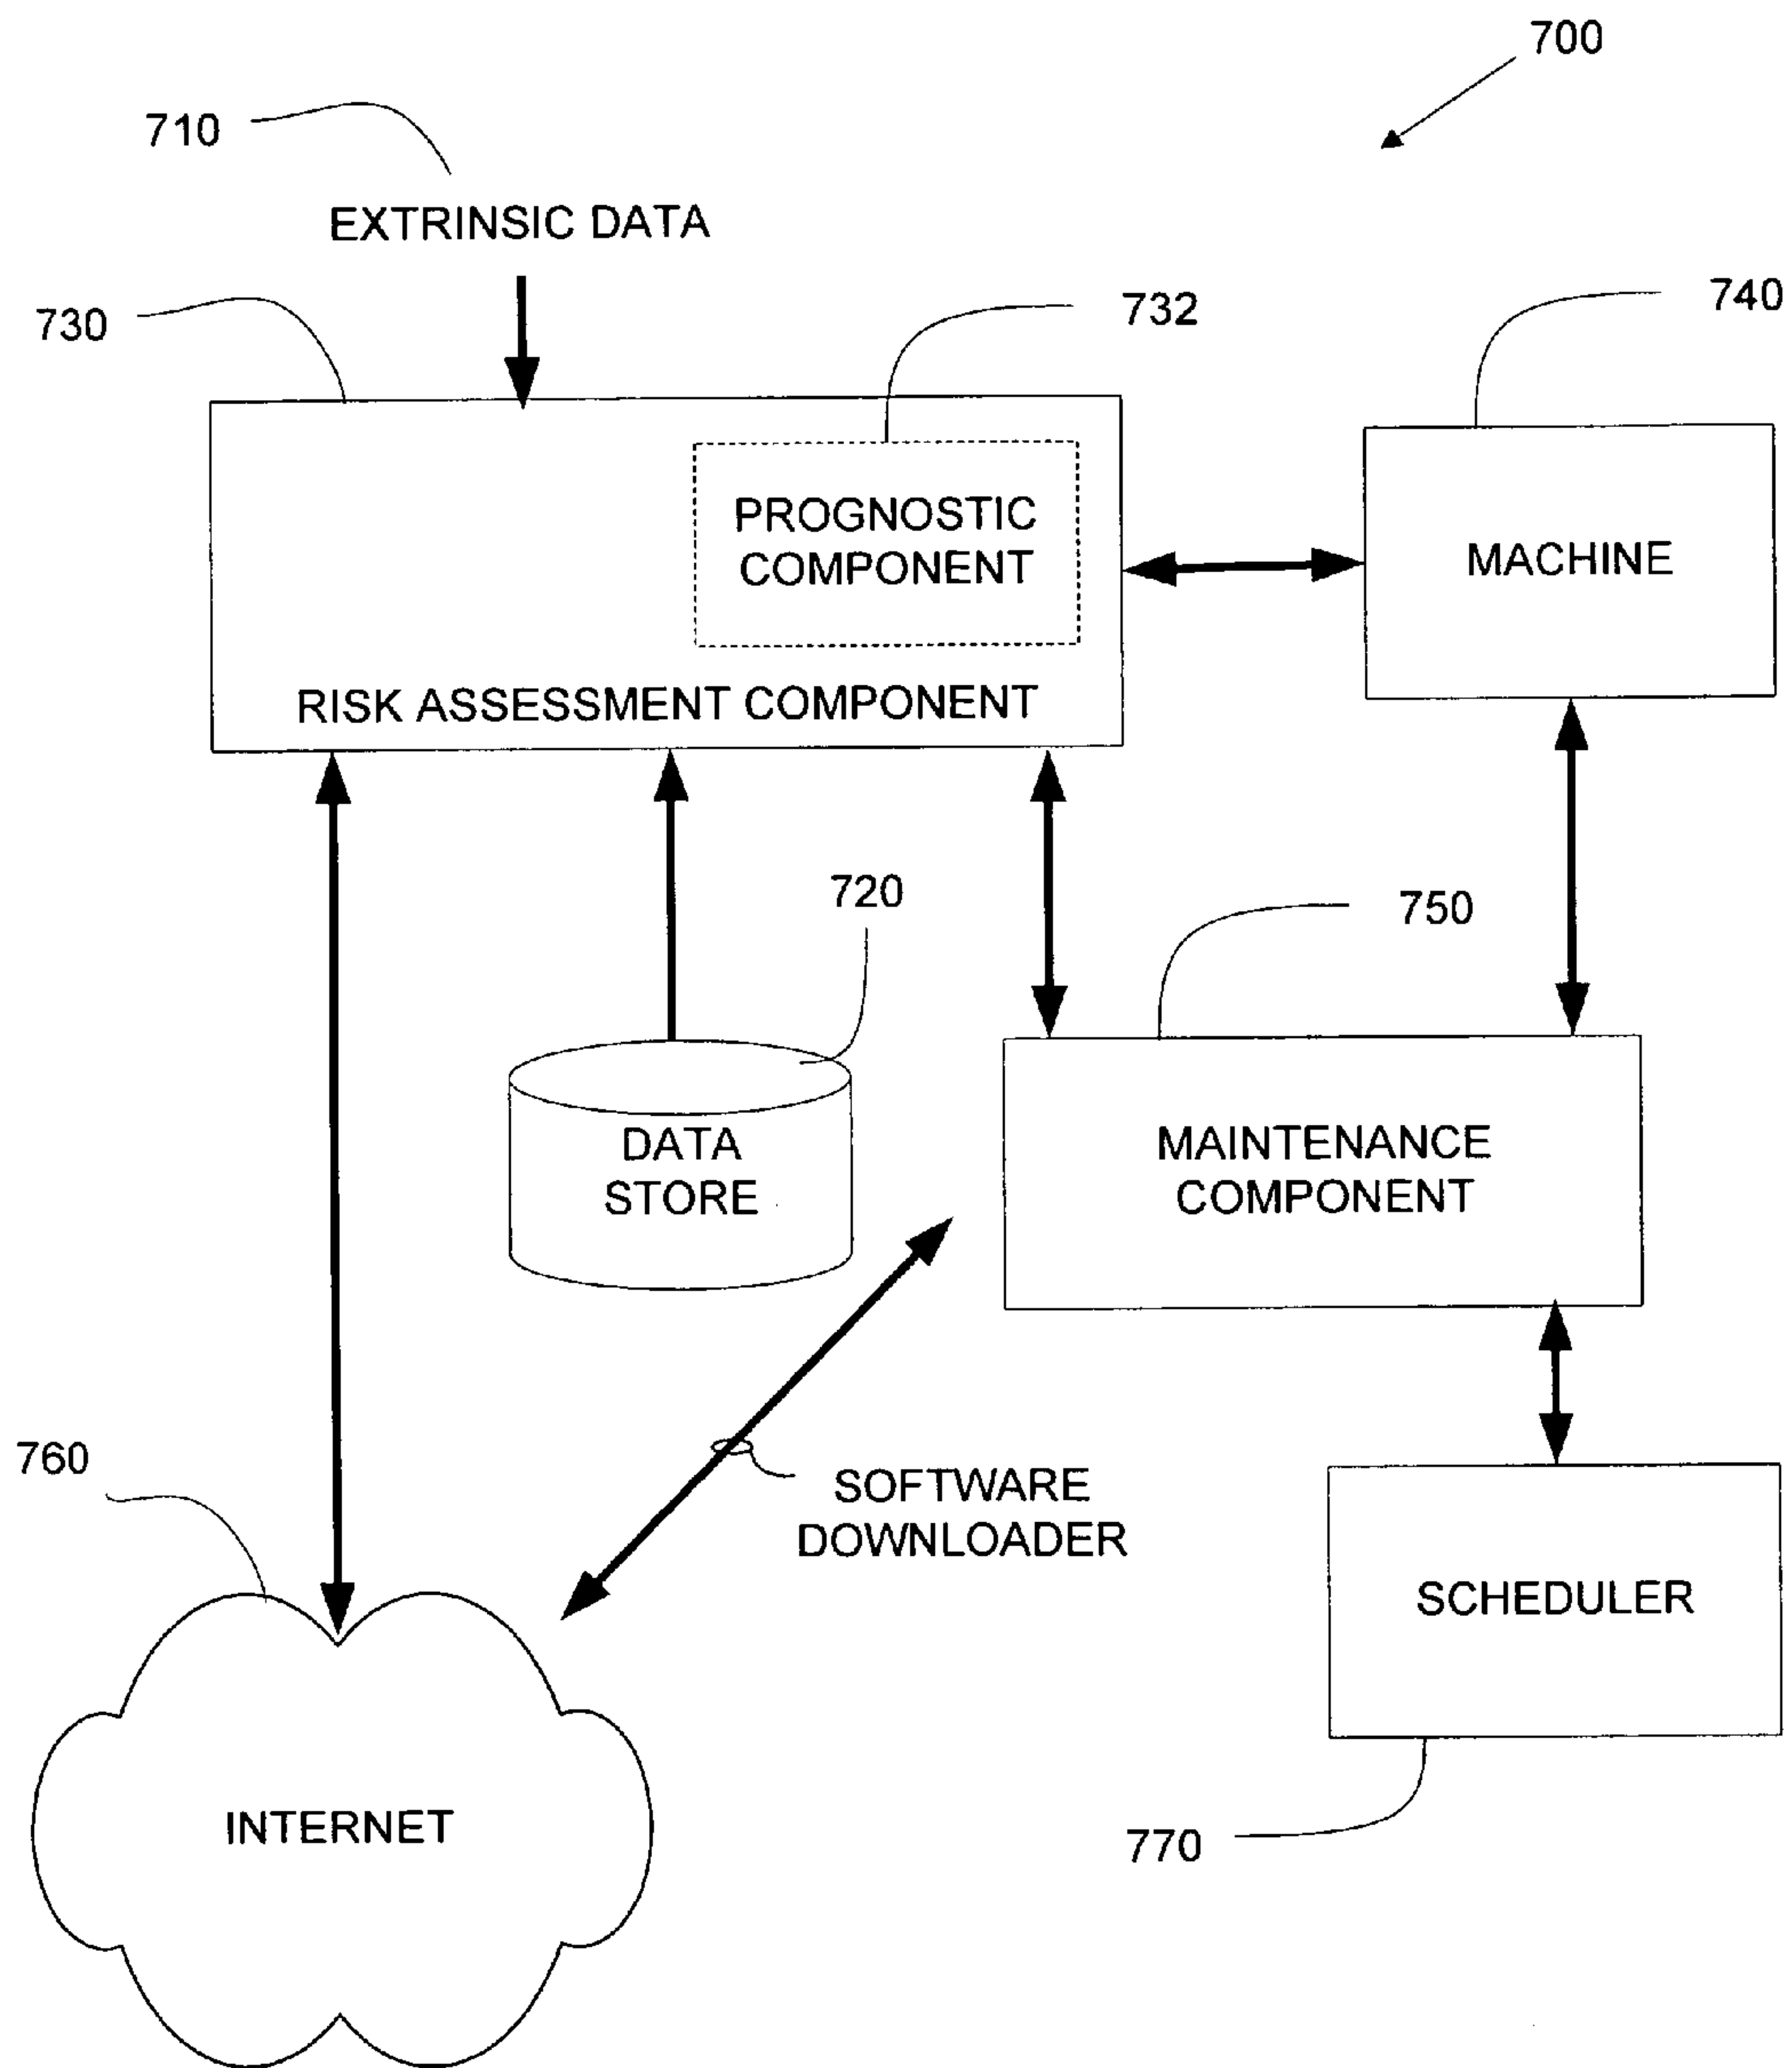 700
710
EXTRINSIC DATA
730
732
740
PROGNOSTIC
COMPONENT
MACHINE
RISK ASSESSMENT COMPONENT
720
750
DATA
STORE
MAINTENANCE
COMPONENT
760
SOFTWARE
DOWNLOADER
SCHEDULER
INTERNET
770